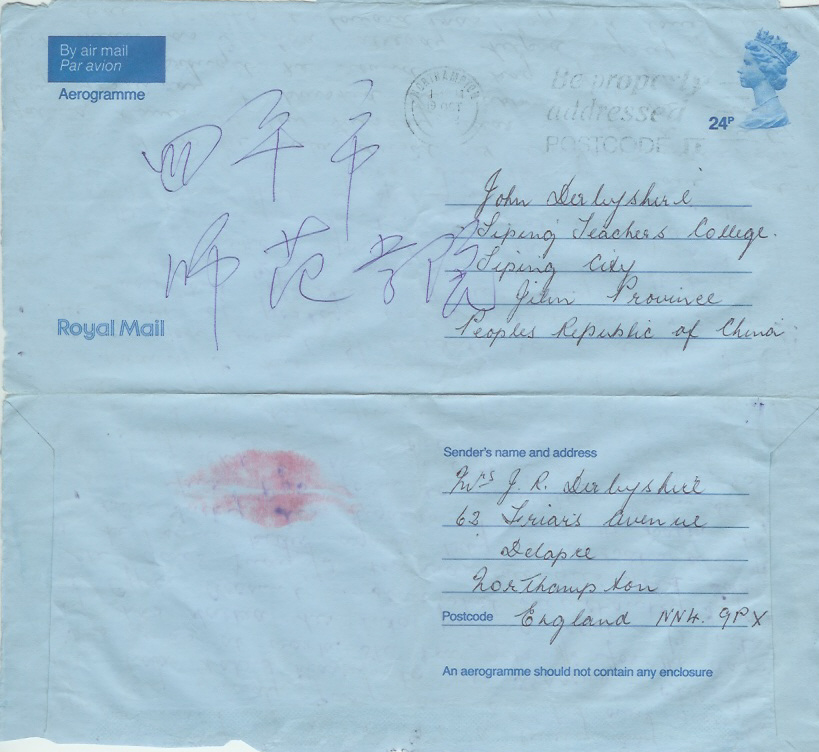 By air mail
Par avion
Aerogramme
四平市
师范学院
NORTHAMPTON
Be properly
addressed
POSTCODE IT
24P
John Derbyshire
Siping Teachers College.
Siping City
Jilin Province
Peoples Republic of China
Royal Mail
Sender's name and address
Mrs J. R. Derbyshire
62 Friars Avenue
Delapre
Northampton
Postcode England NN4. 9PX
An aerogramme should not contain any enclosure